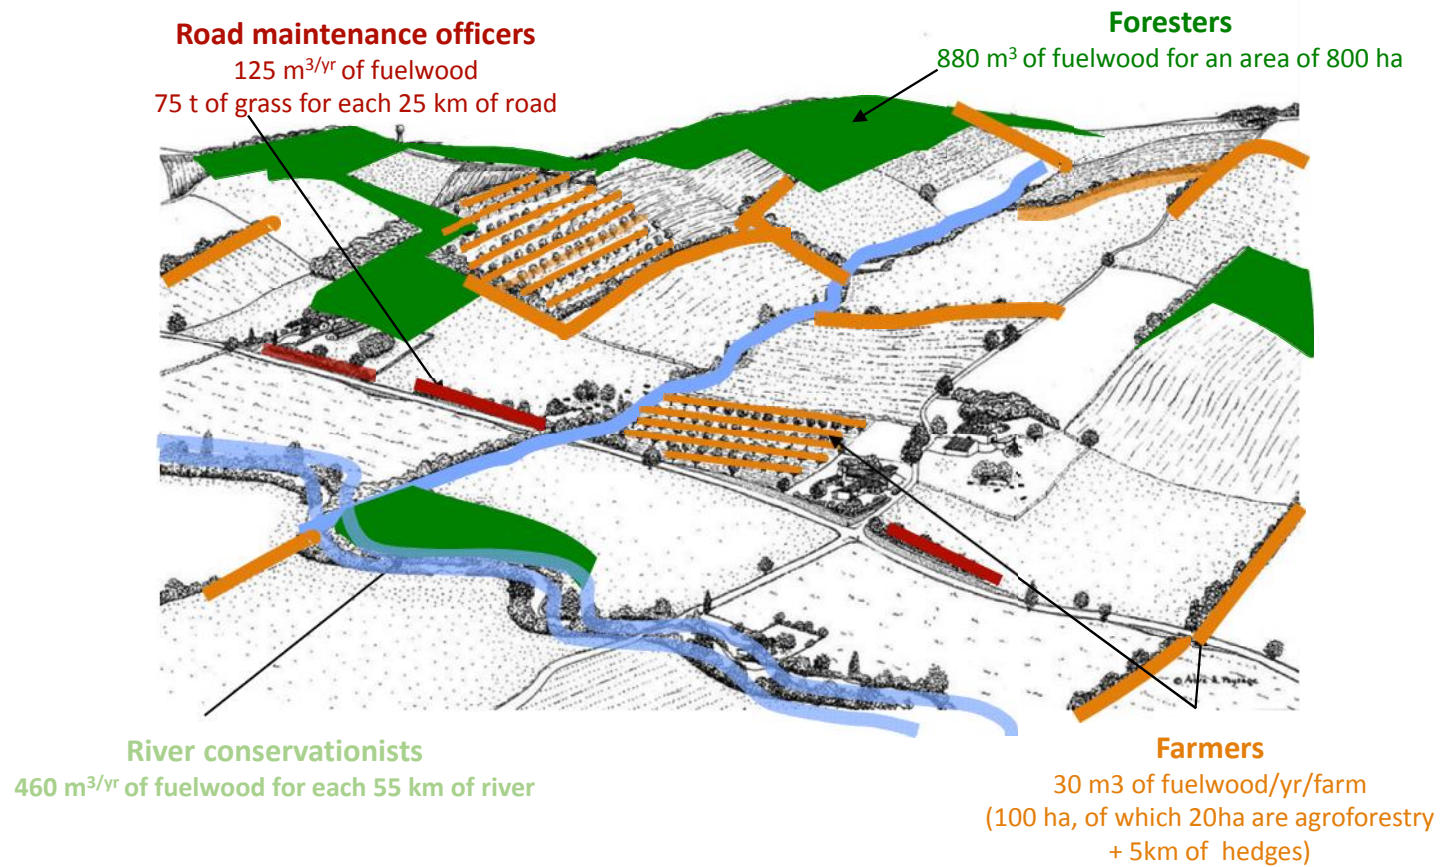 Road maintenance officers
125 m3/yr of fuelwood
75 t of grass for each 25 km of road
Foresters
880 m3 of fuelwood for an area of 800 ha
River conservationists
460 m3/yr of fuelwood for each 55 km of river
Farmers
30 m3 of fuelwood/yr/farm
(100 ha, of which 20ha are agroforestry
+ 5km of hedges)